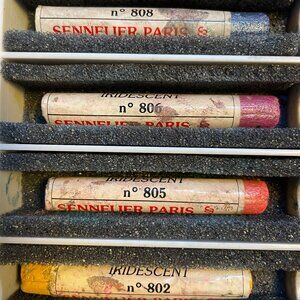 n° 808
SENNELIER PARIS
IRIDESCENT
n° 806
SENNELIER PARIS
IRIDESCENT
n° 805
SENNELIER PARIS
IRIDESCENT
n° 802